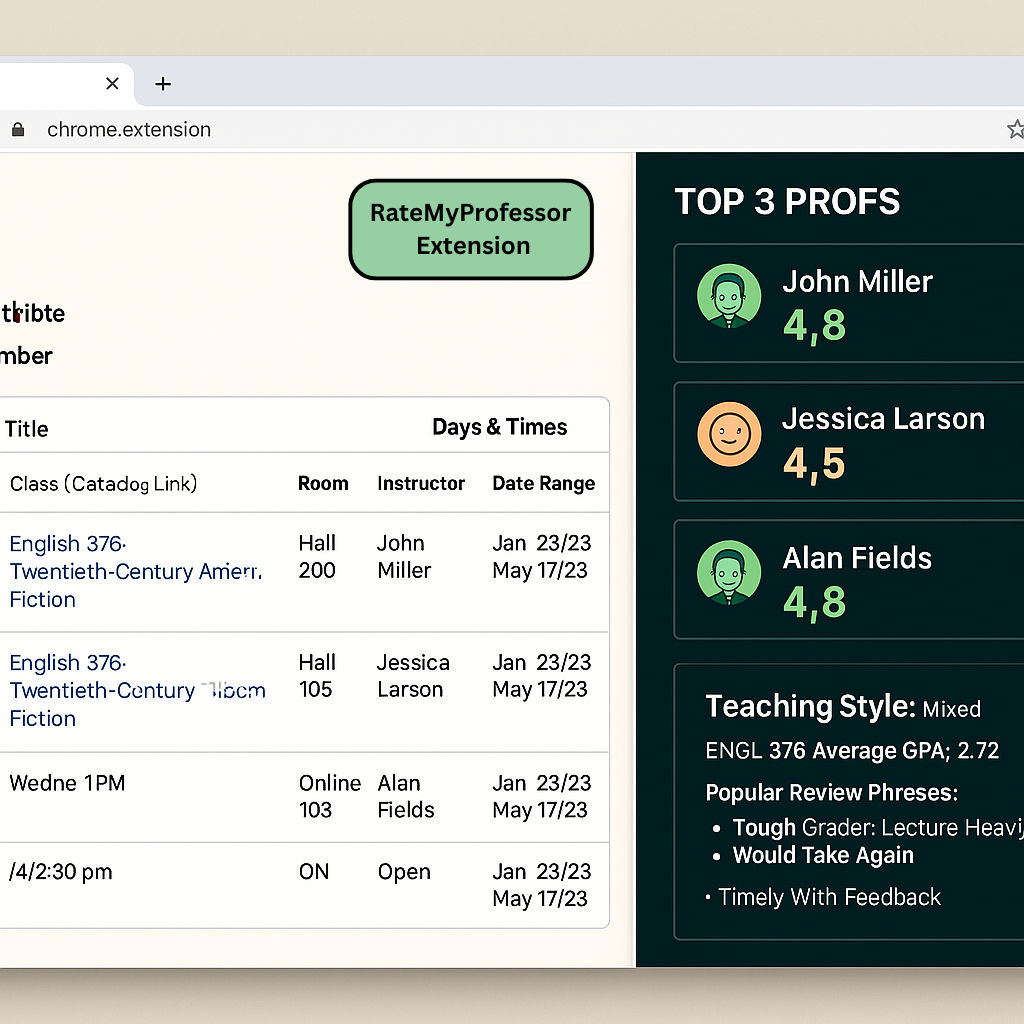 chrome.extension
RateMyProfessor
Extension
mber
Title
Days & Times
Class (Catadog Link)
Room
Instructor
Date Range
English 376·
Twentieth-Century
Fiction
Hall
200
John
Miller
Jan 23/23
May 17/23
English 376·
Twentieth-Century
Fiction
Hall
105
Jessica
Larson
Jan 23/23
May 17/23
Wedne 1PM
Online
103
Alan
Fields
Jan 23/23
May 17/23
/4/2:30 pm
ON
Open
Jan 23/23
May 17/23
TOP 3 PROFS
John Miller
4,8
Jessica Larson
4,5
Alan Fields
4,8
Teaching Style: Mixed
ENGL 376 Average GPA; 2.72
Popular Review Phreses:
• Tough Grader: Lecture Heavi
• Would Take Again
• Timely With Feedback